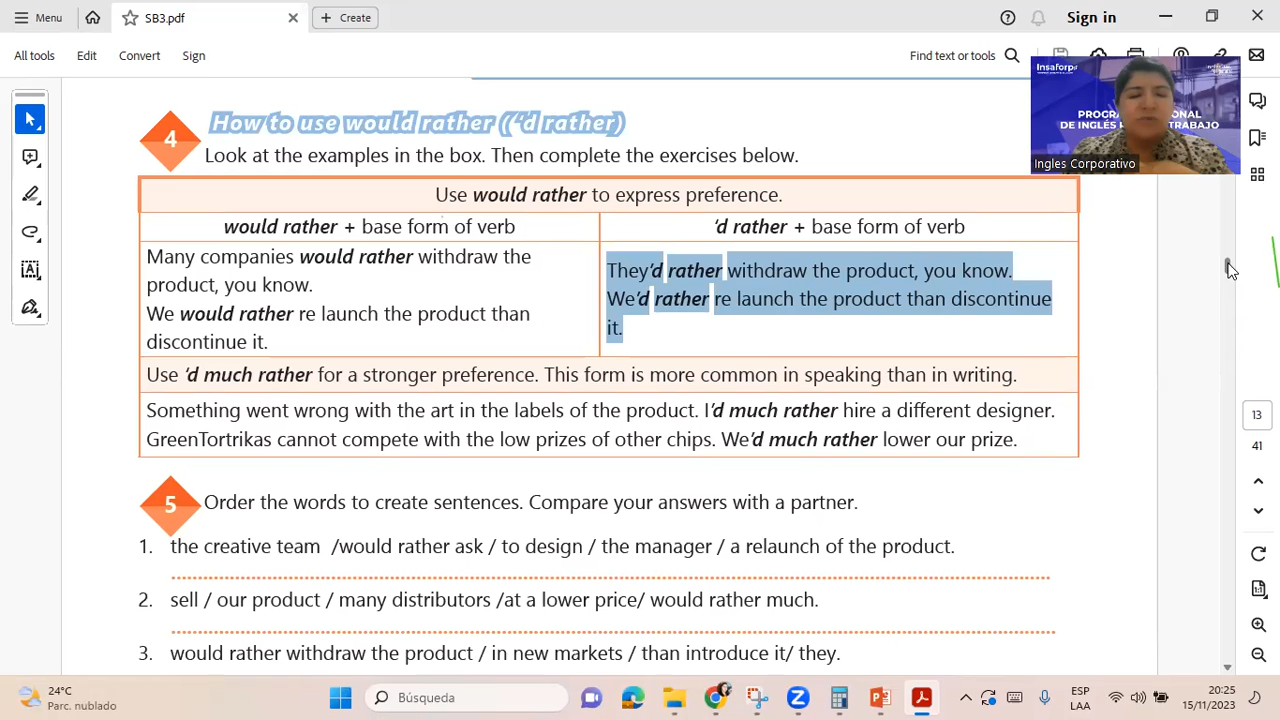 Menu
SB3.pdf
Create
Sign in
All tools
Edit
Convert
Sign
Find text or tools
Insaforp
PROGR
ONAL
DE INGLÉS
TRABAJO
Ingles Corporativo
4
How to use would rather (('d rather)
Look at the examples in the box. Then complete the exercises below.
Use would rather to express preference.
would rather + base form of verb
'd rather + base form of verb
Many companies would rather withdraw the
product, you know.
We would rather re launch the product than
discontinue it.
They'd rather withdraw the product, you know.
We'd rather re launch the product than discontinue
it.
Use 'd much rather for a stronger preference. This form is more common in speaking than in writing.
Something went wrong with the art in the labels of the product. I'd much rather hire a different designer.
GreenTortrikas cannot compete with the low prizes of other chips. We'd much rather lower our prize.
5
Order the words to create sentences. Compare your answers with a partner.
1. the creative team /would rather ask / to design / the manager / a relaunch of the product.
2. sell / our product / many distributors /at a lower price/ would rather much.
3. would rather withdraw the product / in new markets / than introduce it/ they.
13
41
24°C
Parc. nublado
Búsqueda
ESP
LAA
20:25
15/11/2023